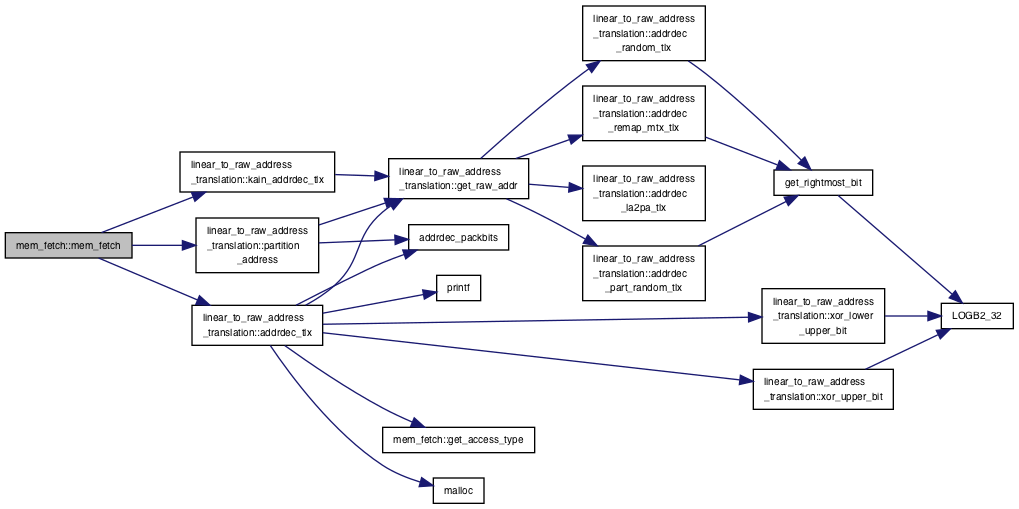 mem_fetch::mem_fetch
linear_to_raw_address
_translation::kain_addrdec_tlx
linear_to_raw_address
_translation::partition
_address
linear_to_raw_address
_translation::addrdec_tlx
linear_to_raw_address
_translation::get_raw_addr
addrdec_packbits
printf
mem_fetch::get_access_type
malloc
linear_to_raw_address
_translation::addrdec
_random_tlx
linear_to_raw_address
_translation::addrdec
_remap_mtx_tlx
linear_to_raw_address
_translation::addrdec
_la2pa_tlx
linear_to_raw_address
_translation::addrdec
_part_random_tlx
get_rightmost_bit
linear_to_raw_address
_translation::xor_lower
_upper_bit
linear_to_raw_address
_translation::xor_upper_bit
LOGB2_32